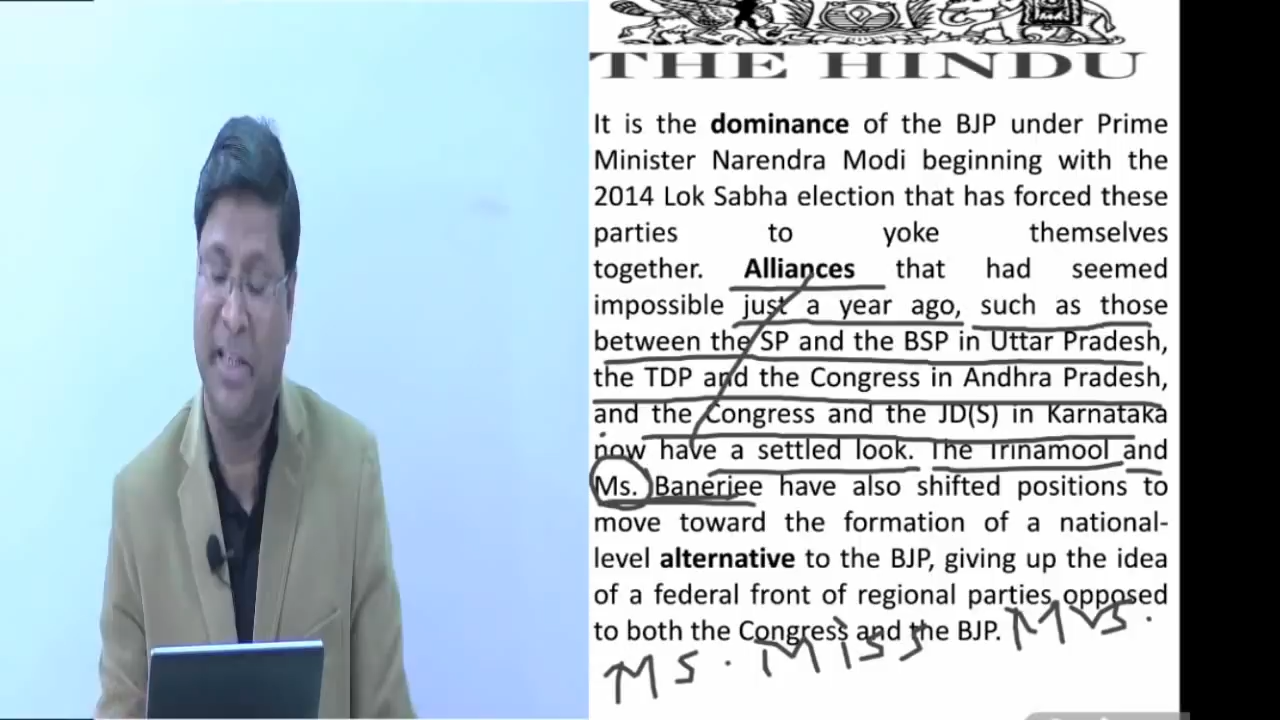 THE HINDU
It is the dominance of the BJP under Prime
Minister Narendra Modi beginning with the
2014 Lok Sabha election that has forced these
parties to yoke themselves
together. Alliances that had seemed
impossible just a year ago, such as those
between the SP and the BSP in Uttar Pradesh,
the TDP and the Congress in Andhra Pradesh,
and the Congress and the JD(S) in Karnataka
now have a settled look. The Trinamool and
Ms. Banerjee have also shifted positions to
move toward the formation of a national-
level alternative to the BJP, giving up the idea
of a federal front of regional parties opposed
to both the Congress and the BJP.
Ms. Miss Mrs.